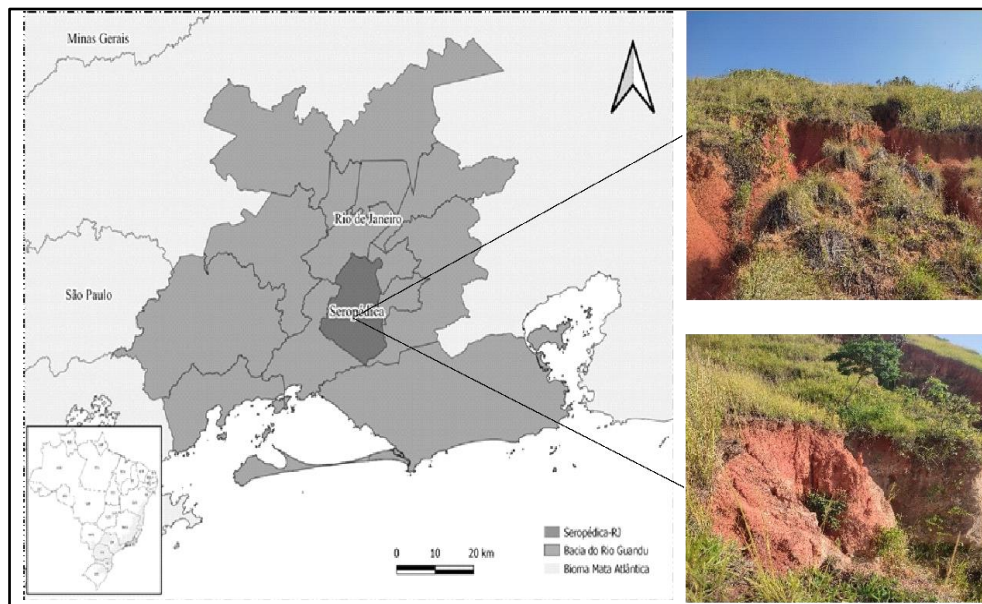 Minas Gerais
Rio de Janeiro
São Paulo
Seropédica
Seropédica-RJ
Bacia do Rio Guandu
Bioma Mata Atlântica
0 10 20 km